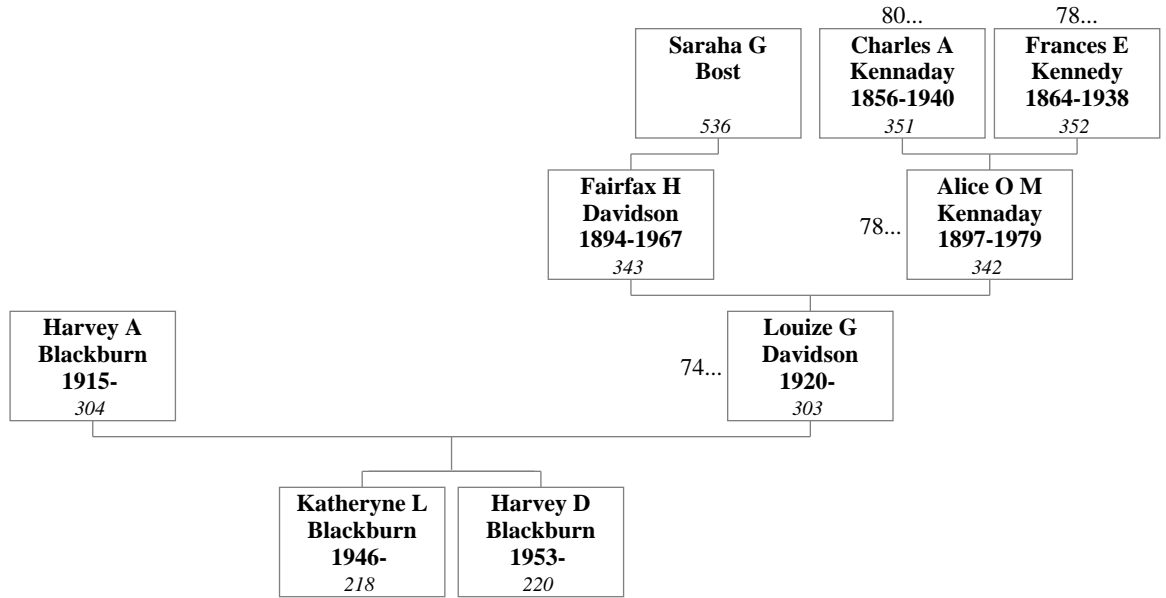 80...
78...
Saraha G
Bost
536
Charles A
Kennaday
1856-1940
351
Frances E
Kennedy
1864-1938
352
Fairfax H
Davidson
1894-1967
343
78...
Alice O M
Kennaday
1897-1979
342
Harvey A
Blackburn
1915-
304
74...
Louize G
Davidson
1920-
303
Katheryne L
Blackburn
1946-
218
Harvey D
Blackburn
1953-
220